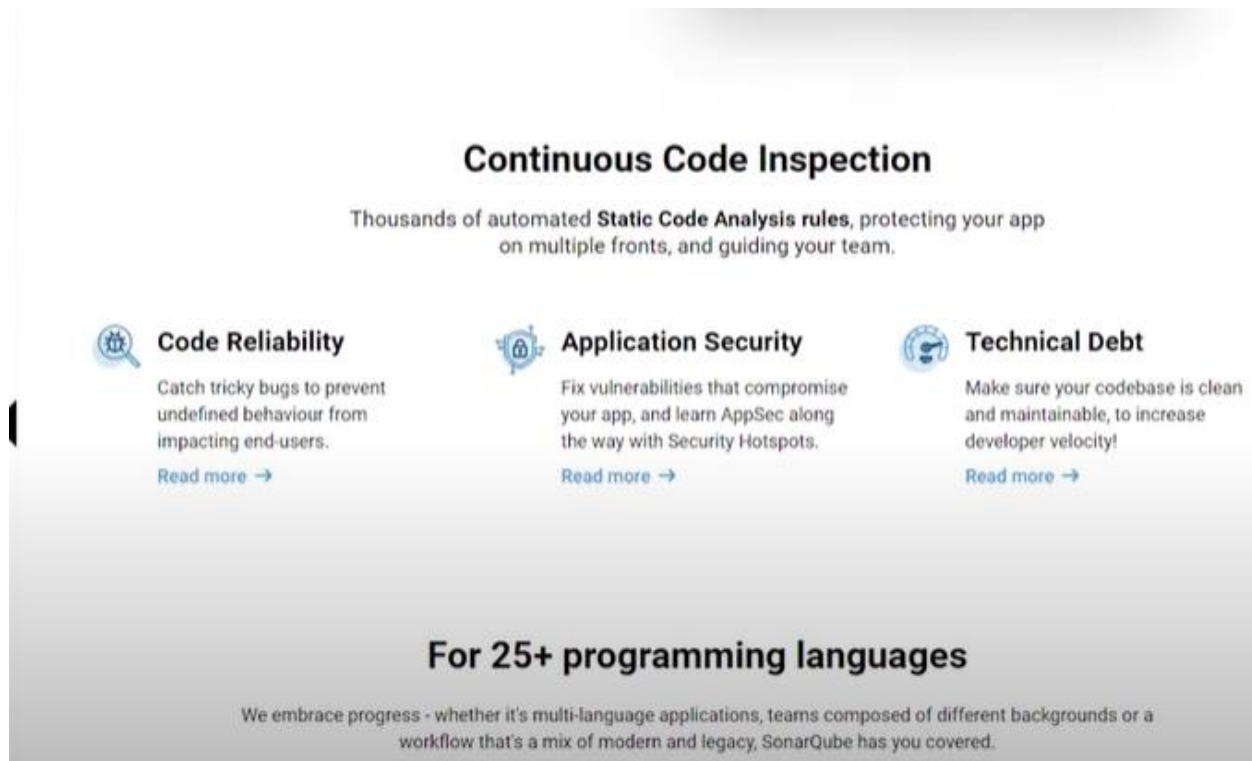 Continuous Code Inspection
Thousands of automated Static Code Analysis rules, protecting your app
on multiple fronts, and guiding your team.
Code Reliability
Catch tricky bugs to prevent
undefined behaviour from
impacting end-users.
Read more →
Application Security
Fix vulnerabilities that compromise
your app, and learn AppSec along
the way with Security Hotspots.
Read more →
Technical Debt
Make sure your codebase is clean
and maintainable, to increase
developer velocity!
Read more →
For 25+ programming languages
We embrace progress - whether it's multi-language applications, teams composed of different backgrounds or a
workflow that's a mix of modern and legacy, SonarQube has you covered.